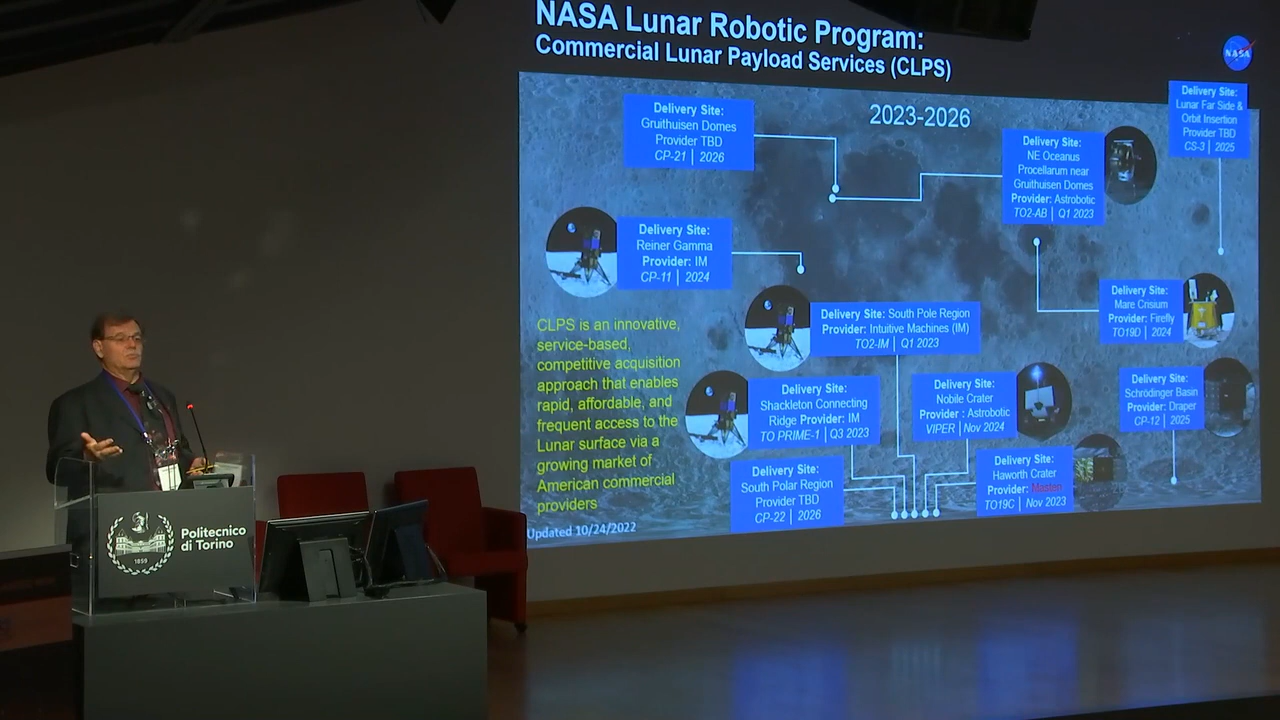 NASA Lunar Robotic Program:
Commercial Lunar Payload Services (CLPS)
NASA
2023-2026
Delivery Site:
Gruithuisen Domes
Provider TBD
CP-21 | 2026
Delivery Site:
NE Oceanus
Procellarum near
Gruithuisen Domes
Provider: Astrobotic
TO2-AB | Q1 2023
Delivery Site:
Lunar Far Side &
Orbit Insertion
Provider TBD
CS-3 | 2025
Delivery Site:
Reiner Gamma
Provider: IM
CP-11 | 2024
Delivery Site: South Pole Region
Provider: Intuitive Machines (IM)
TO2-IM | Q1 2023
Delivery Site:
Mare Crisium
Provider: Firefly
TO19D | 2024
CLPS is an innovative,
service-based,
competitive acquisition
approach that enables
rapid, affordable, and
frequent access to the
Lunar surface via a
growing market of
American commercial
providers
Delivery Site:
Shackleton Connecting
Ridge Provider: IM
TO PRIME-1 | Q3 2023
Delivery Site:
Nobile Crater
Provider : Astrobotic
VIPER | Nov 2024
Delivery Site:
Schrödinger Basin
Provider: Draper
CP-12 | 2025
Delivery Site:
South Polar Region
Provider TBD
CP-22 | 2026
Delivery Site:
Haworth Crater
Provider: Masten
TO19C | Nov 2023
Updated 10/24/2022
Politecnico
di Torino
1859